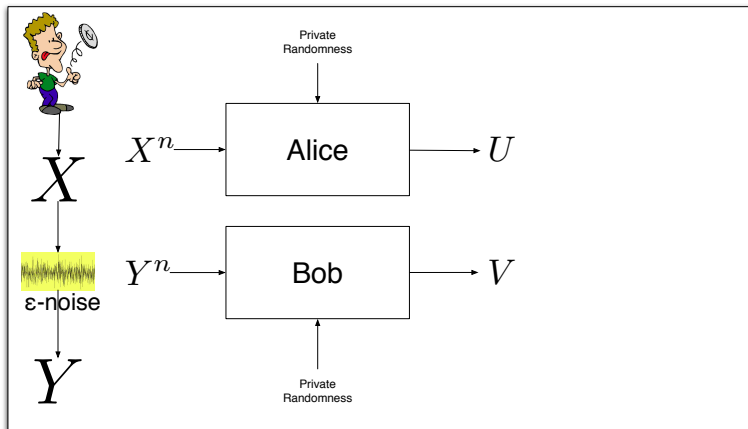 Private
Randomness
X^n
Alice
U
X
Y^n
Bob
V
ε-noise
Y
Private
Randomness